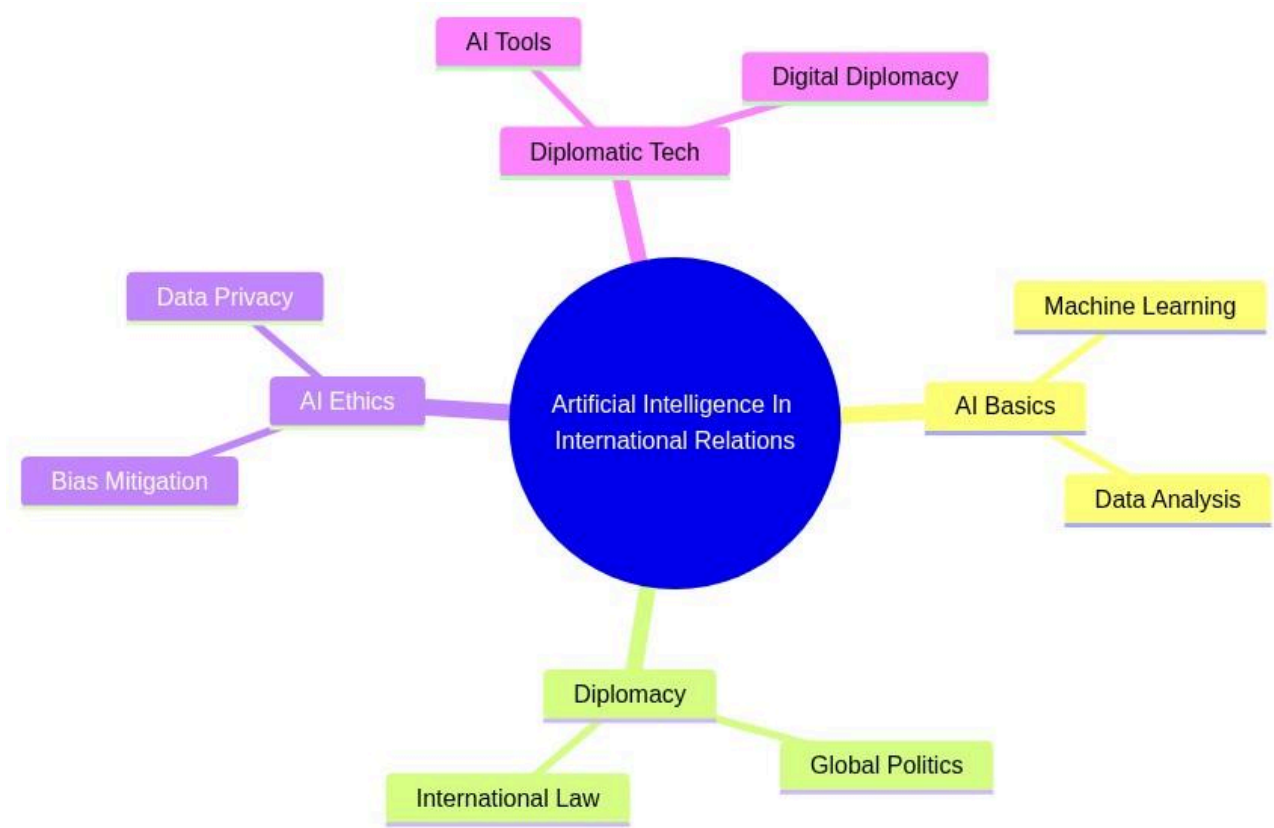 AI Tools
Digital Diplomacy
Diplomatic Tech
Data Privacy
Machine Learning
AI Ethics
Artificial Intelligence In
International Relations
AI Basics
Bias Mitigation
Data Analysis
Diplomacy
Global Politics
International Law